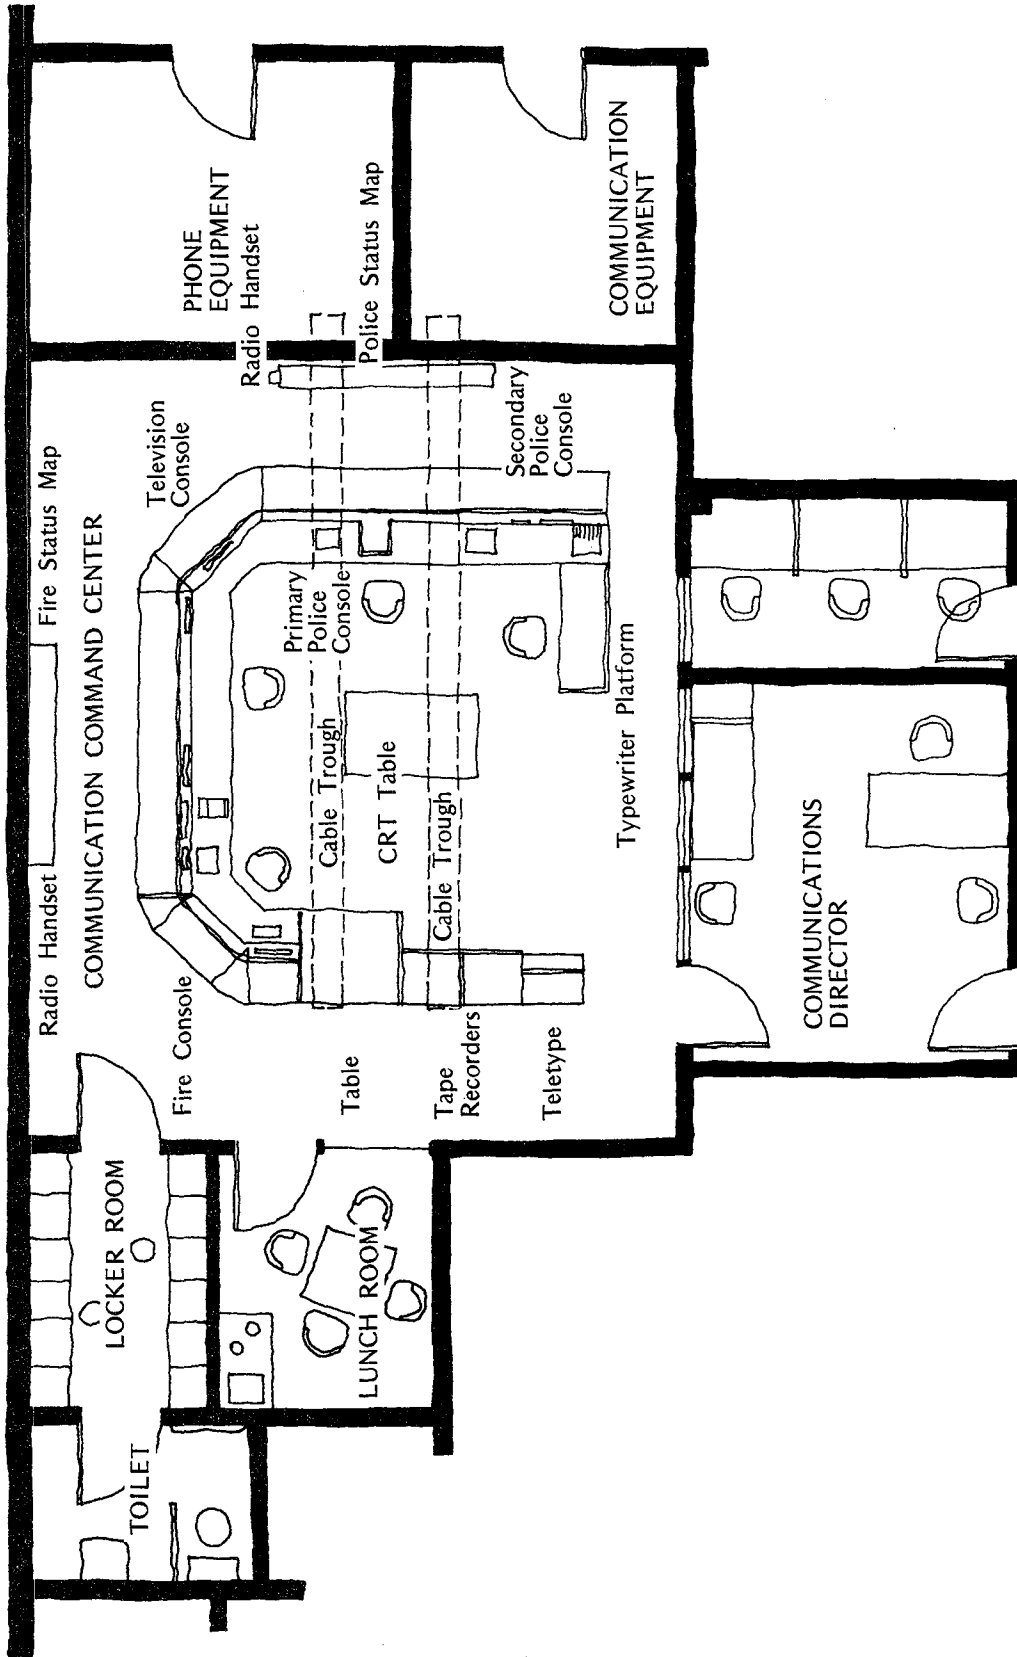 Radio Handset
Fire Status Map
COMMUNICATION COMMAND CENTER
TOILET
LOCKER ROOM
Fire Console
Television
Console
PHONE
EQUIPMENT
Radio Handset
Primary
Police
Console
Cable Trough
Police Status Map
LUNCH ROOM
Table
CRT Table
Cable Trough
Tape
Recorders
Secondary
Police
Console
Teletype
Typewriter Platform
COMMUNICATION
EQUIPMENT
COMMUNICATIONS
DIRECTOR